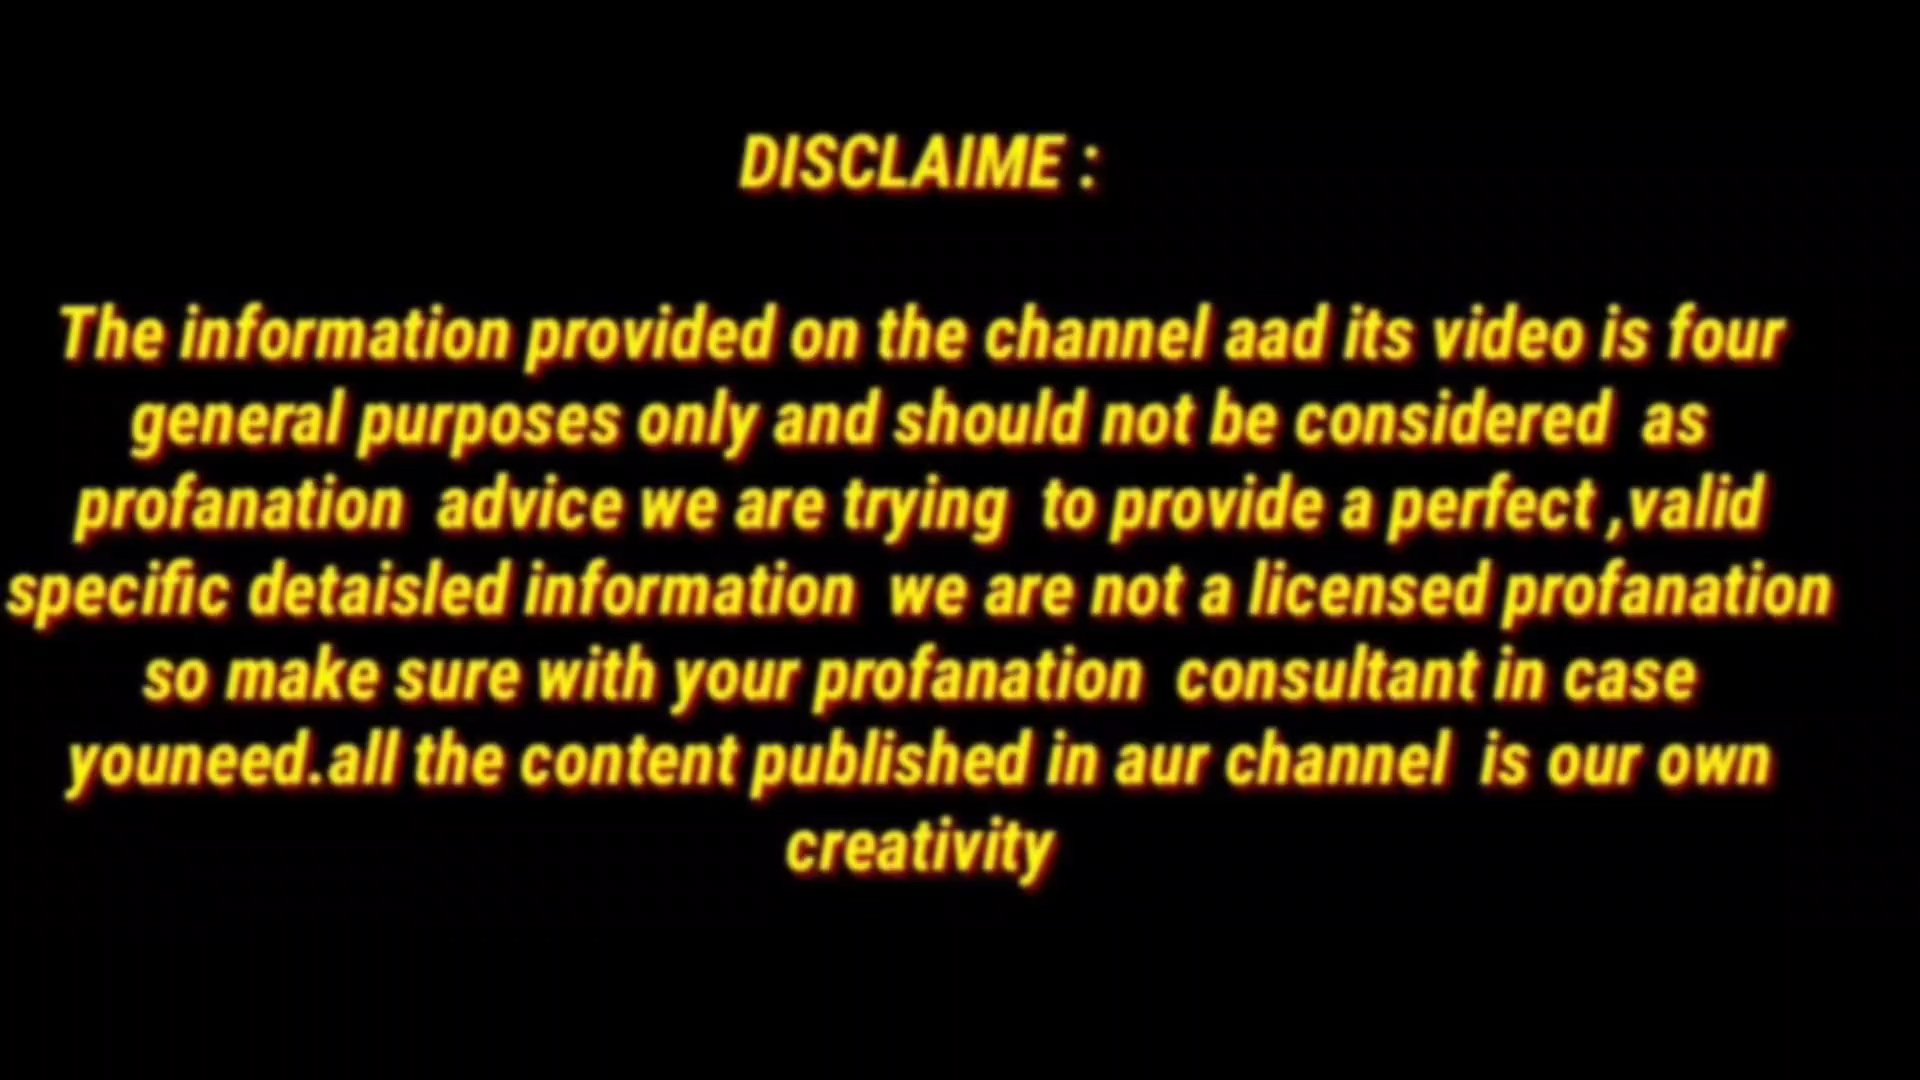 DISCLAIME :
The information provided on the channel aad its video is four
general purposes only and should not be considered as
profanation advice we are trying to provide a perfect ,valid
specific detaisled information we are not a licensed profanation
so make sure with your profanation consultant in case
youneed.all the content published in aur channel is our own
creativity